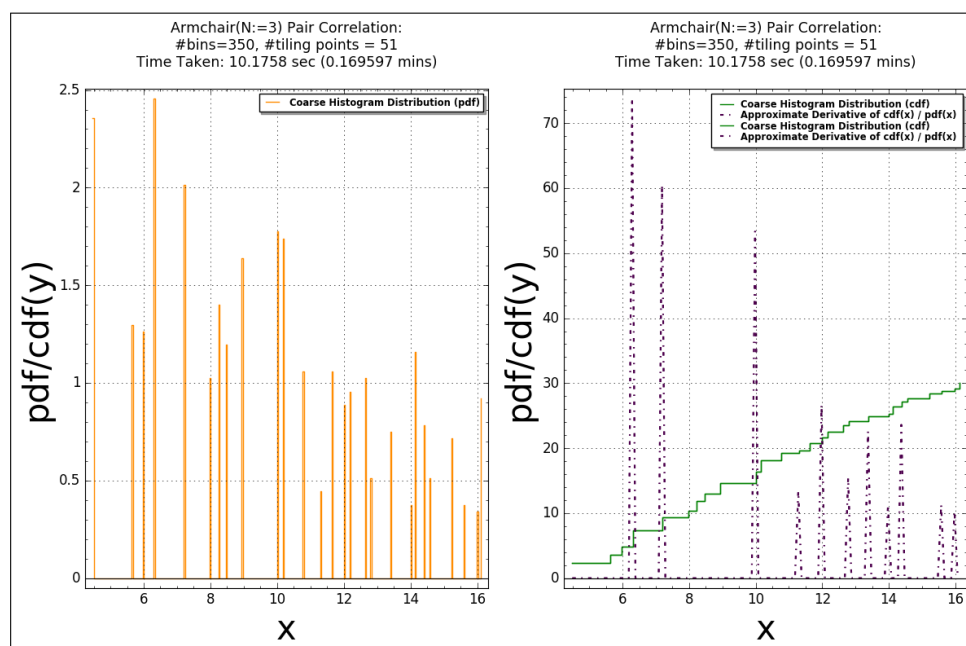 Armchair(N:=3) Pair Correlation:
#bins=350, #tiling points = 51
Time Taken: 10.1758 sec (0.169597 mins)
Coarse Histogram Distribution (pdf)
pdf/cdf(y)
2.5
2
1.5
1
0.5
0
6
8
10
12
14
16
x
Armchair(N:=3) Pair Correlation:
#bins=350, #tiling points = 51
Time Taken: 10.1758 sec (0.169597 mins)
Coarse Histogram Distribution (cdf)
Approximate Derivative of cdf(x) / pdf(x)
Coarse Histogram Distribution (cdf)
Approximate Derivative of cdf(x) / pdf(x)
pdf/cdf(y)
70
60
50
40
30
20
10
0
6
8
10
12
14
16
x